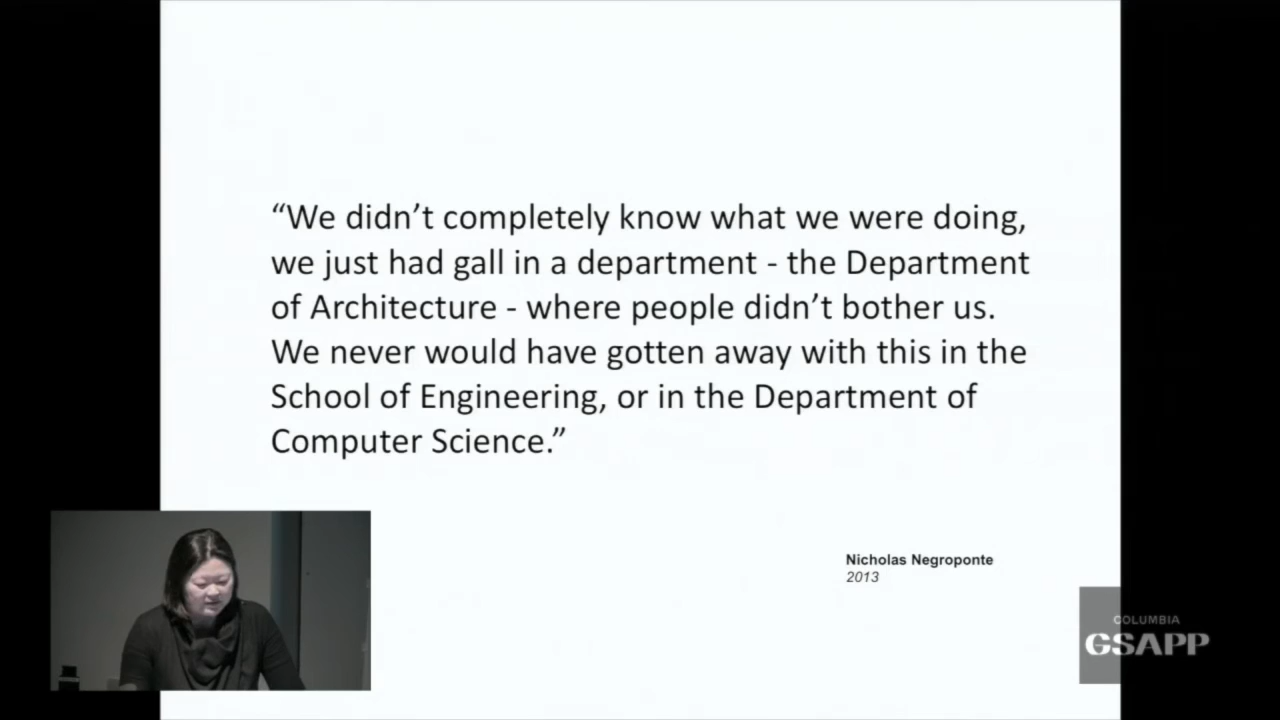 “We didn’t completely know what we were doing,
we just had gall in a department - the Department
of Architecture - where people didn’t bother us.
We never would have gotten away with this in the
School of Engineering, or in the Department of
Computer Science.”
Nicholas Negroponte
2013
COLUMBIA
GSAPP